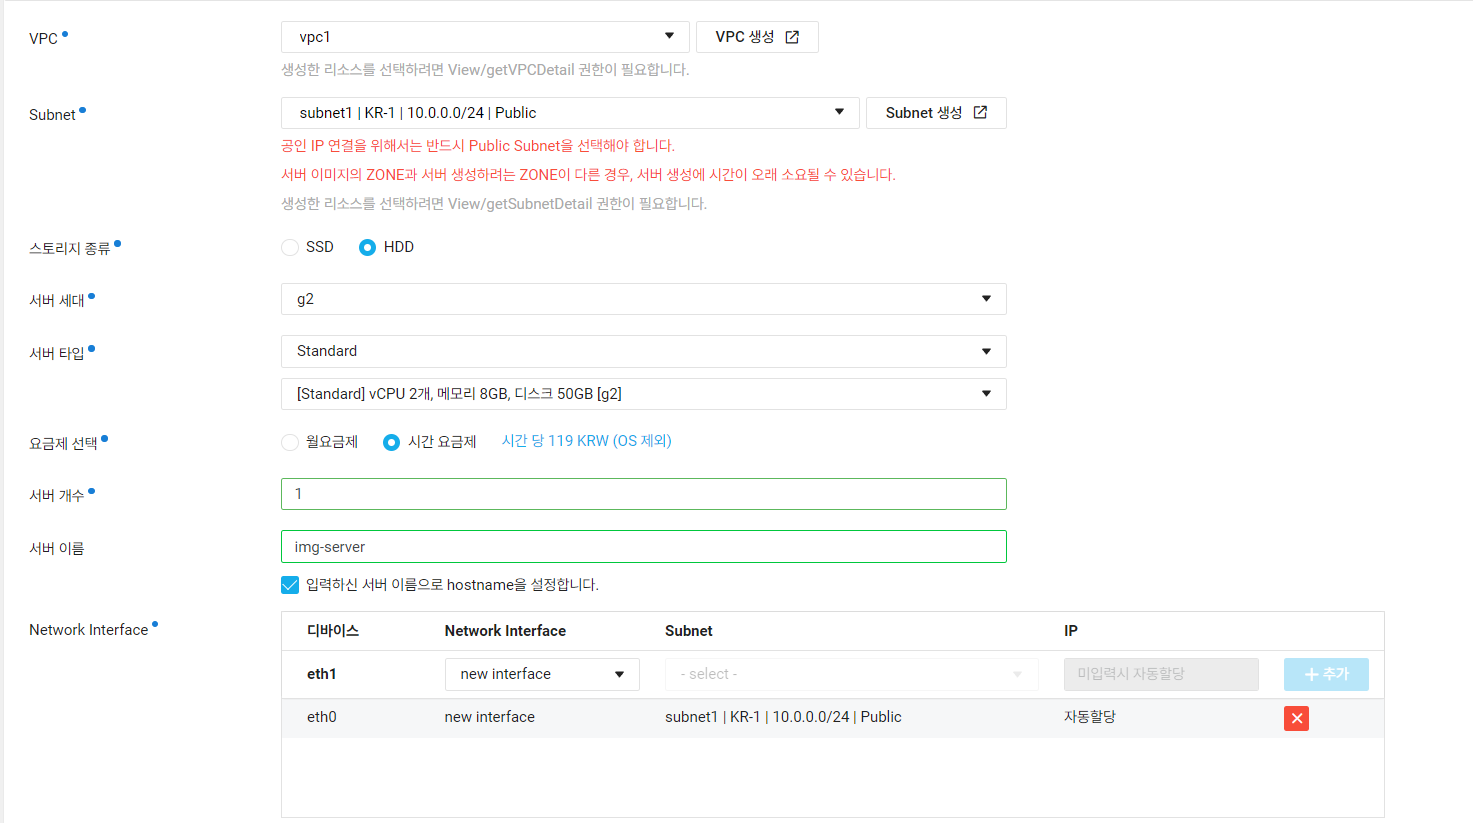 VPC
vpc1
VPC 생성
생성한 리소스를 선택하려면 View/getVPCDetail 권한이 필요합니다.
Subnet
subnet1 | KR-1 | 10.0.0.0/24 | Public
Subnet 생성
공인 IP 연결을 위해서는 반드시 Public Subnet을 선택해야 합니다.
서버 이미지의 ZONE과 서버 생성하려는 ZONE이 다른 경우, 서버 생성에 시간이 오래 소요될 수 있습니다.
생성한 리소스를 선택하려면 View/getSubnetDetail 권한이 필요합니다.
스토리지 종류
SSD HDD
서버 세대
g2
서버 타입
Standard
[Standard] vCPU 2개, 메모리 8GB, 디스크 50GB [g2]
요금제 선택
월요금제 시간 요금제 시간 당 119 KRW (OS 제외)
서버 개수
1
서버 이름
img-server
입력하신 서버 이름으로 hostname을 설정합니다.
Network Interface
디바이스 Network Interface Subnet IP
eth1 new interface - select - 미입력시 자동할당 추가
eth0 new interface subnet1 | KR-1 | 10.0.0.0/24 | Public 자동할당